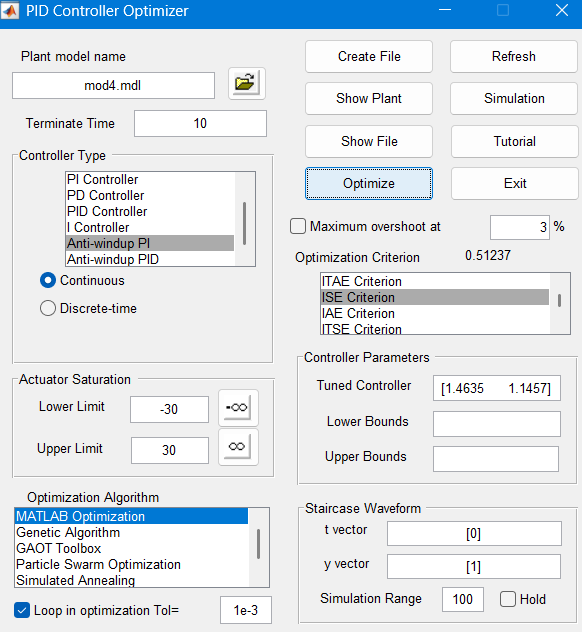 PID Controller Optimizer
Plant model name
mod4.mdl
Terminate Time
10
Create File
Refresh
Show Plant
Simulation
Show File
Tutorial
Optimize
Exit
Controller Type
PI Controller
PD Controller
PID Controller
I Controller
Anti-windup PI
Anti-windup PID
Continuous
Discrete-time
Maximum overshoot at
3 %
Optimization Criterion
0.51237
ITAE Criterion
ISE Criterion
IAE Criterion
ITSE Criterion
Actuator Saturation
Lower Limit
-30
-∞
Upper Limit
30
∞
Controller Parameters
Tuned Controller
[1.4635 1.1457]
Lower Bounds
Upper Bounds
Optimization Algorithm
MATLAB Optimization
Genetic Algorithm
GAOT Toolbox
Particle Swarm Optimization
Simulated Annealing
Loop in optimization Tol=
1e-3
Staircase Waveform
t vector
[0]
y vector
[1]
Simulation Range
100
Hold